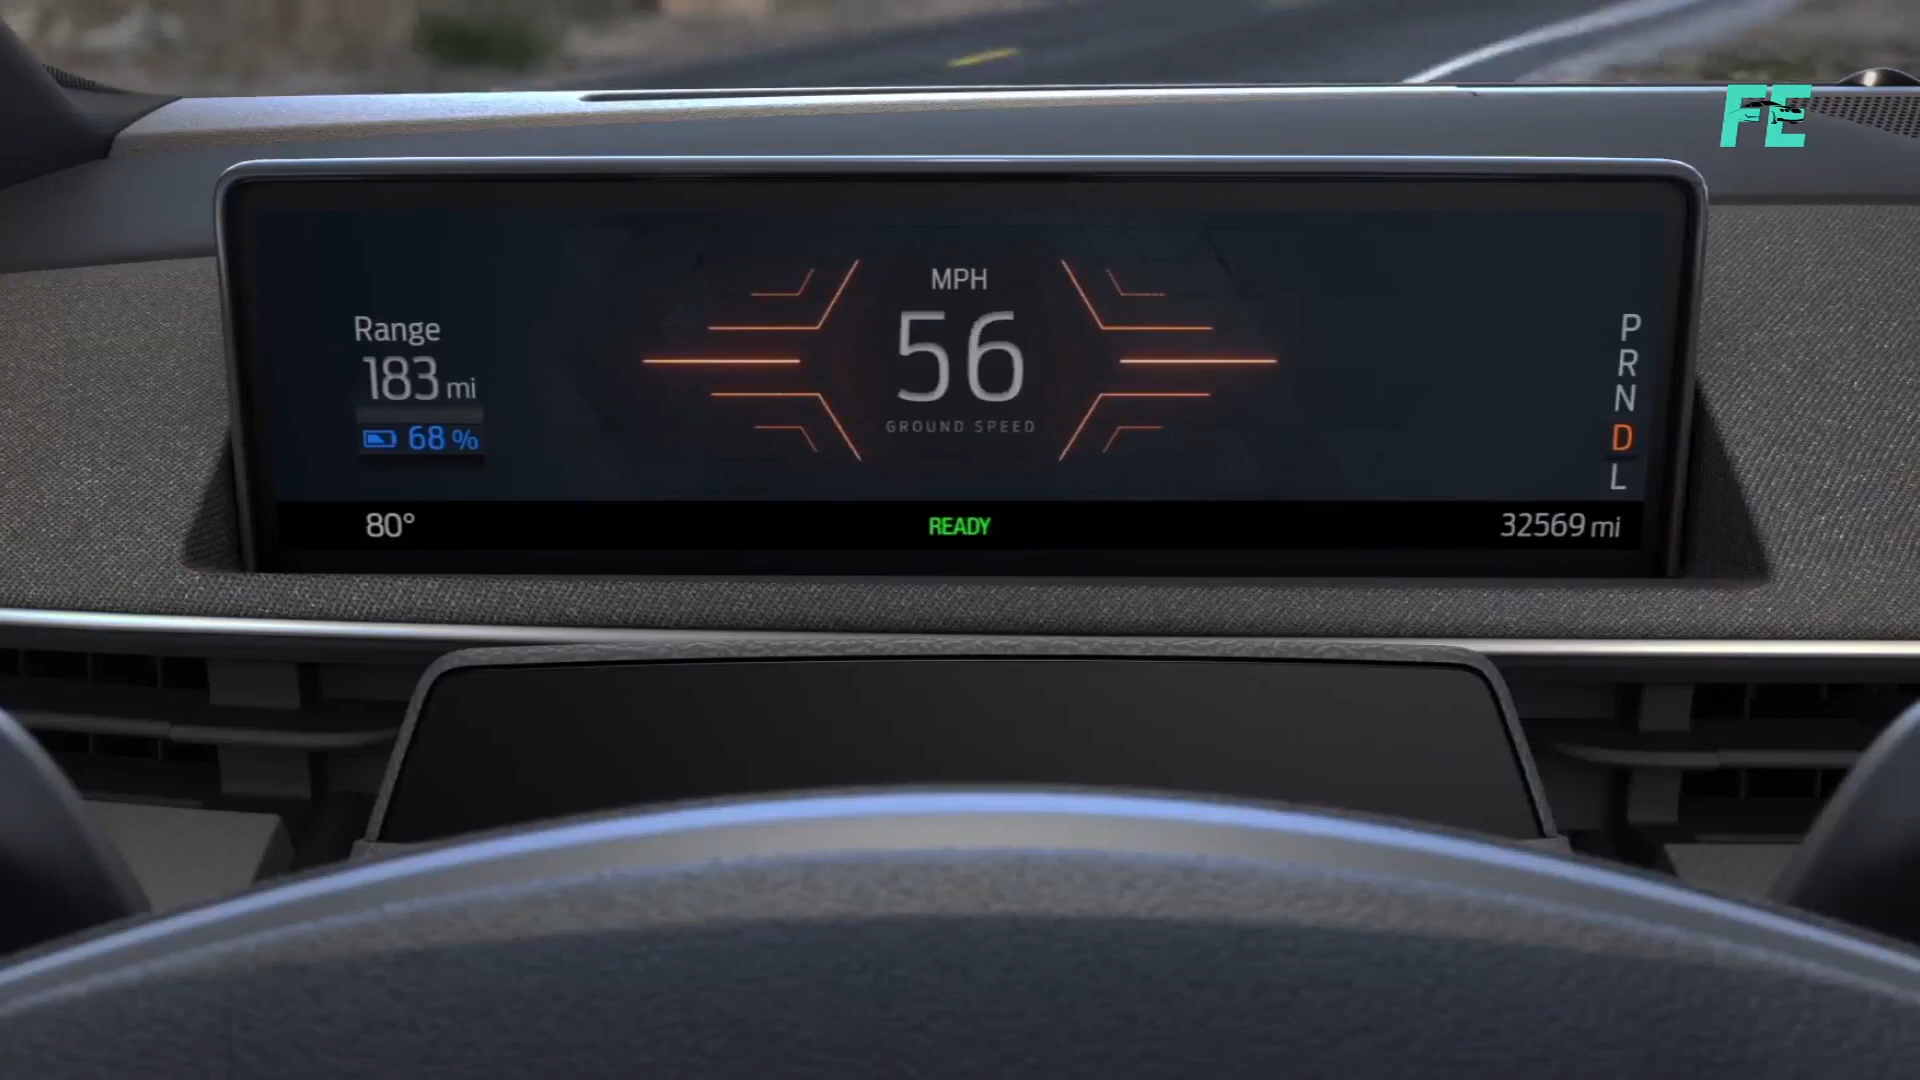 FE
MPH
Range
183 mi
68 %
56
GROUND SPEED
P
R
N
D
L
80°
READY
32569 mi